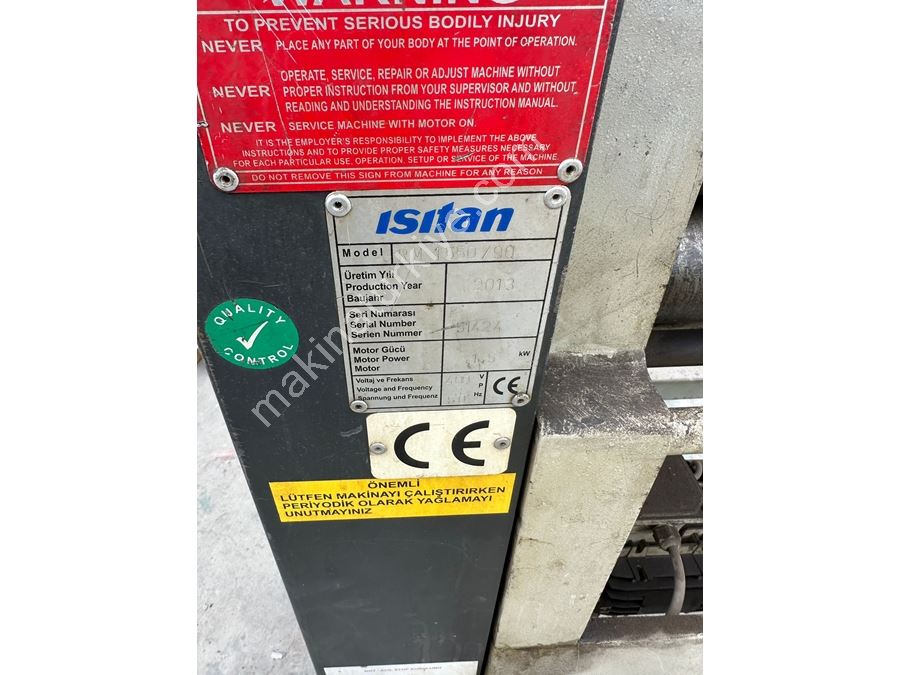 WARNING
TO PREVENT SERIOUS BODILY INJURY
NEVER PLACE ANY PART OF YOUR BODY AT THE POINT OF OPERATION.
OPERATE, SERVICE, REPAIR OR ADJUST MACHINE WITHOUT
NEVER PROPER INSTRUCTION FROM YOUR SUPERVISOR AND WITHOUT
READING AND UNDERSTANDING THE INSTRUCTION MANUAL.
NEVER SERVICE MACHINE WITH MOTOR ON.
IT IS THE EMPLOYER'S RESPONSIBILITY TO IMPLEMENT THE ABOVE
INSTRUCTIONS AND TO PROVIDE PROPER SAFETY MEASURES NECESSARY
FOR EACH PARTICULAR USE, OPERATION, SETUP OR SERVICE OF THE MACHINE.
DO NOT REMOVE THIS SIGN FROM MACHINE FOR ANY REASON
ısıtan
Model
Üretim Yılı
Production Year 2013
Baujahr
Seri Numarası
Serial Number 51424
Serien Nummer
Motor Gücü
Motor Power kW
Motor
Voltaj ve Frekans V
Voltage and Frequency P
Spannung und Frequenz Hz
CE
QUALITY
CONTROL
CE
ÖNEMLİ
LÜTFEN MAKİNAYI ÇALIŞTIRIRKEN
PERİYODİK OLARAK YAĞLAMAYI
UNUTMAYINIZ
makinaturkiye.com